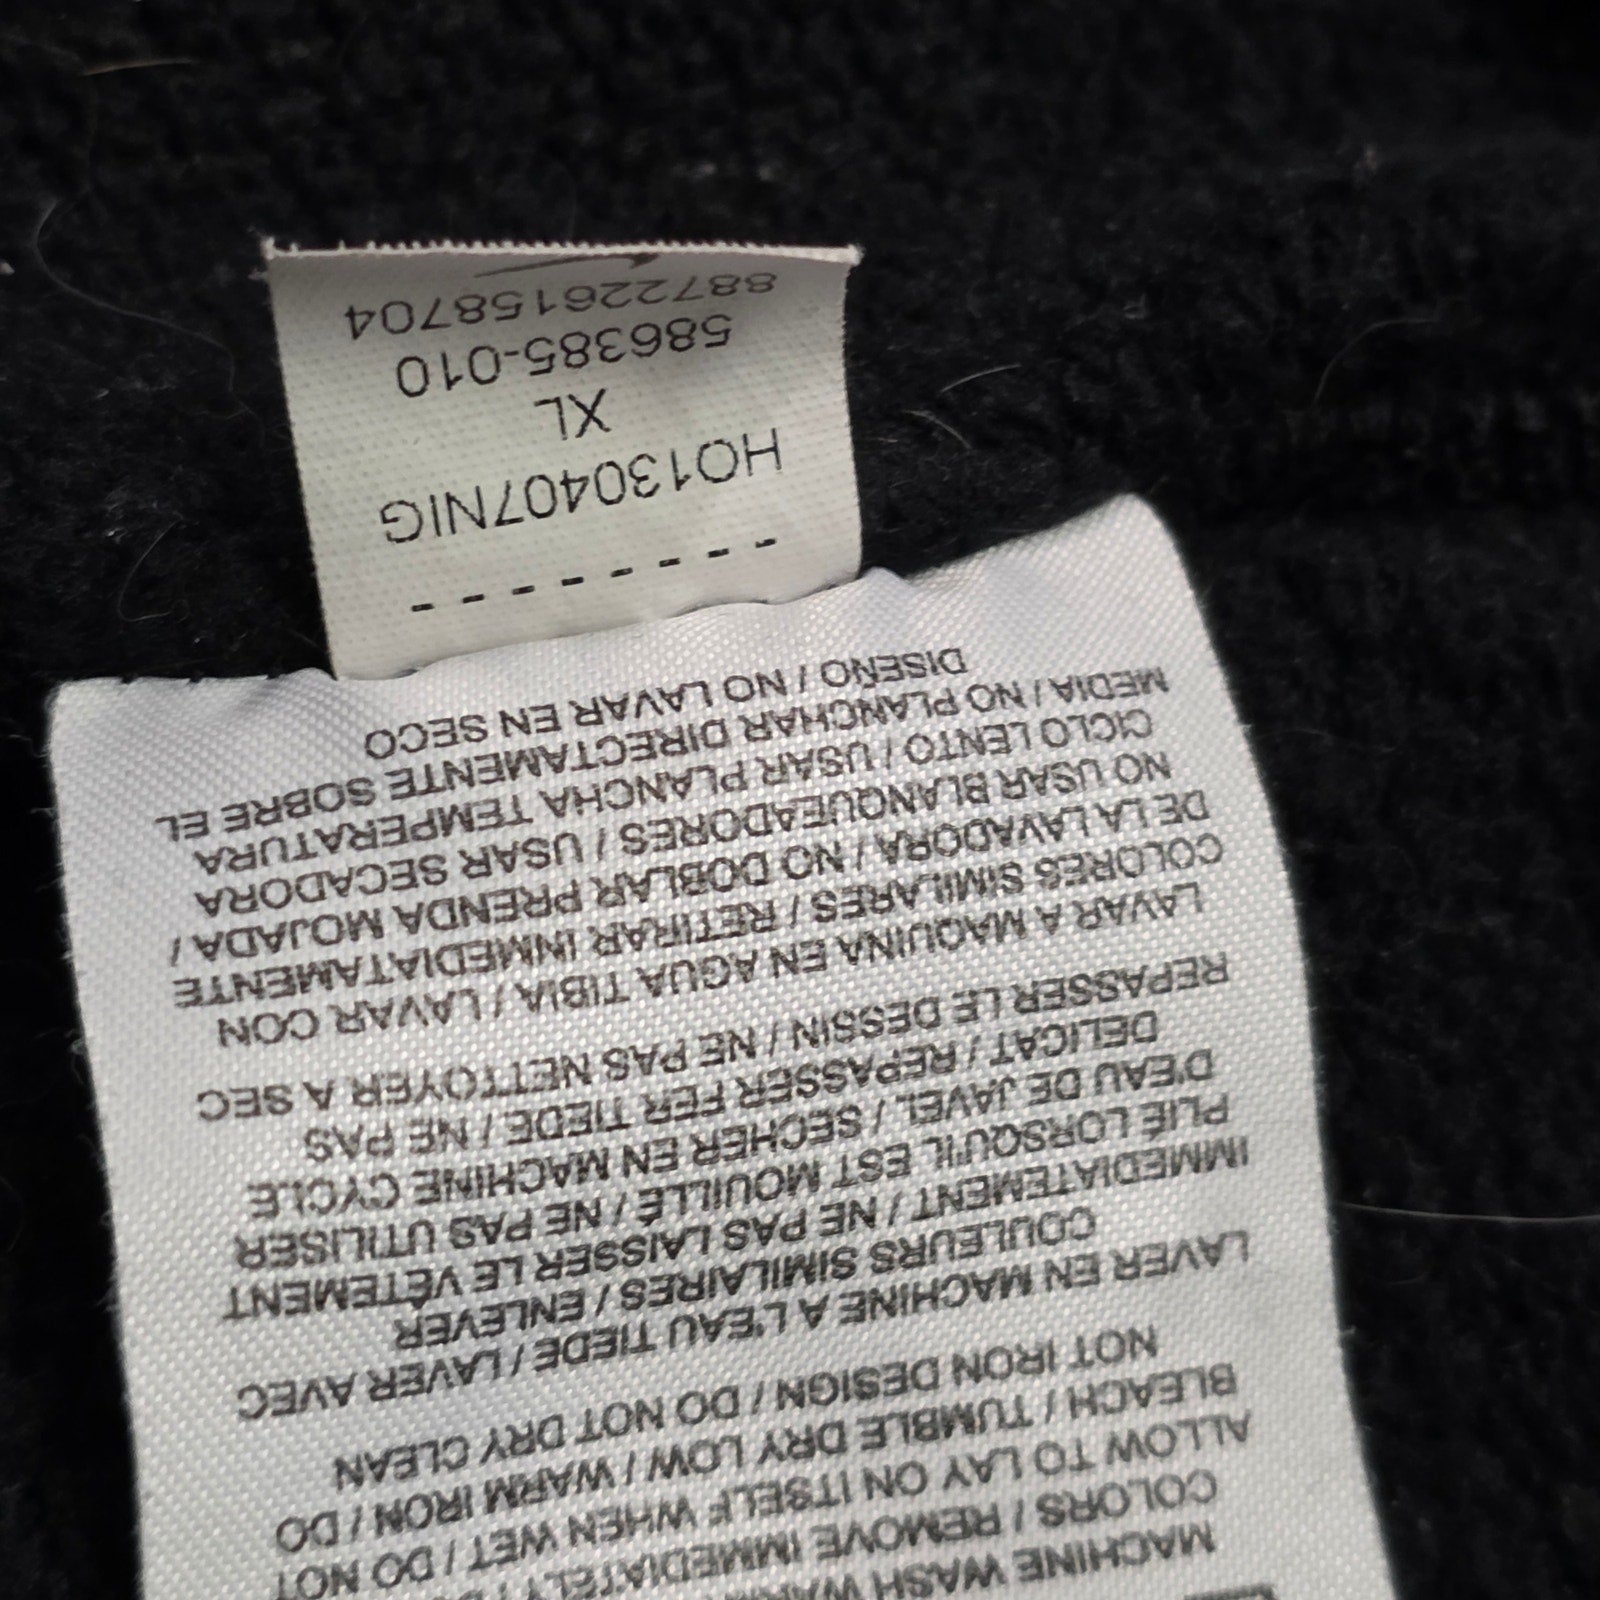 MACHINE WASH WARM
COLORS / REMOVE IMMEDIATELY /
ALLOW TO LAY ON ITSELF WHEN WET / DO NOT
BLEACH / TUMBLE DRY LOW / WARM IRON / DO
NOT IRON DESIGN / DO NOT DRY CLEAN
LAVER EN MACHINE A L'EAU TIEDE / LAVER AVEC
COULEURS SIMILAIRES / ENLEVER
IMMEDIATEMENT / NE PAS LAISSER LE VÊTEMENT
PLIÉ LORSQU'IL EST MOUILLÉ / NE PAS UTILISER
D'EAU DE JAVEL / SECHER EN MACHINE CYCLE
DELICAT / REPASSER FER TIEDE / NE PAS
REPASSER LE DESSIN / NE PAS NETTOYER A SEC
LAVAR A MAQUINA EN AGUA TIBIA / LAVAR CON
COLORES SIMILARES / RETIRAR INMEDIATAMENTE
DE LA LAVADORA / NO DOBLAR PRENDA MOJADA /
NO USAR BLANQUEADORES / USAR SECADORA
CICLO LENTO / USAR PLANCHA TEMPERATURA
MEDIA / NO PLANCHAR DIRECTAMENTE SOBRE EL
DISEÑO / NO LAVAR EN SECO
- - - - - - - -
HO130407NIG
XL
586385-010
887226158704